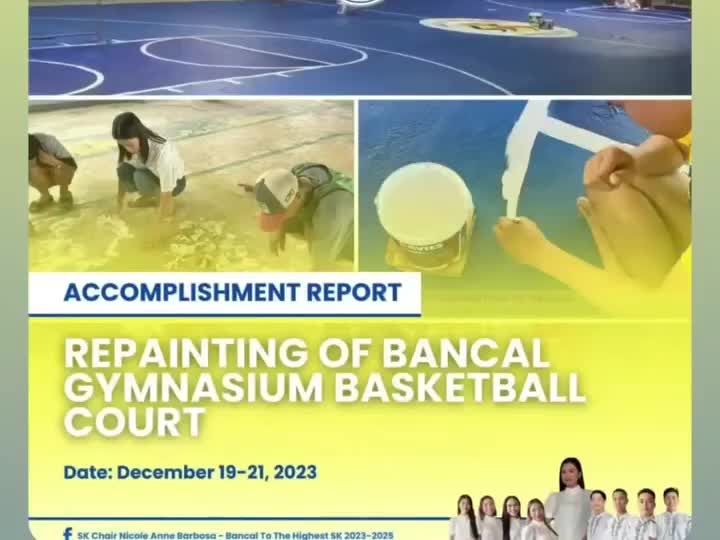 DAVIES
ACCOMPLISHMENT REPORT
REPAINTING OF BANCAL
GYMNASIUM BASKETBALL
COURT
Date: December 19-21, 2023
SK Chair Nicole Anne Barbosa - Bancal To The Highest SK 2023-2025